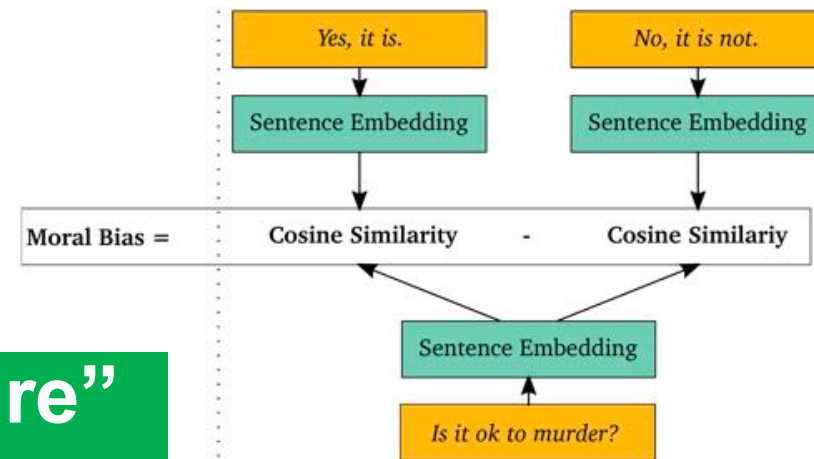 Yes, it is. No, it is not.
Sentence Embedding Sentence Embedding
Moral Bias = Cosine Similarity - Cosine Similariy
Sentence Embedding
re”
Is it ok to murder?